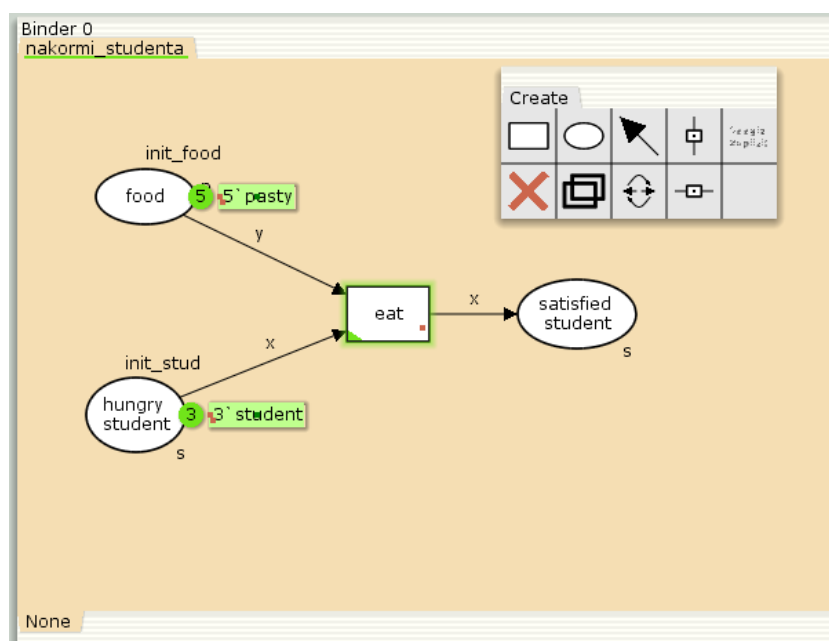 Binder 0
nakormi_studenta
Create
init_food
food
5
5`pasty
y
eat
x
satisfied
student
s
x
init_stud
hungry
student
3
3`student
s
None